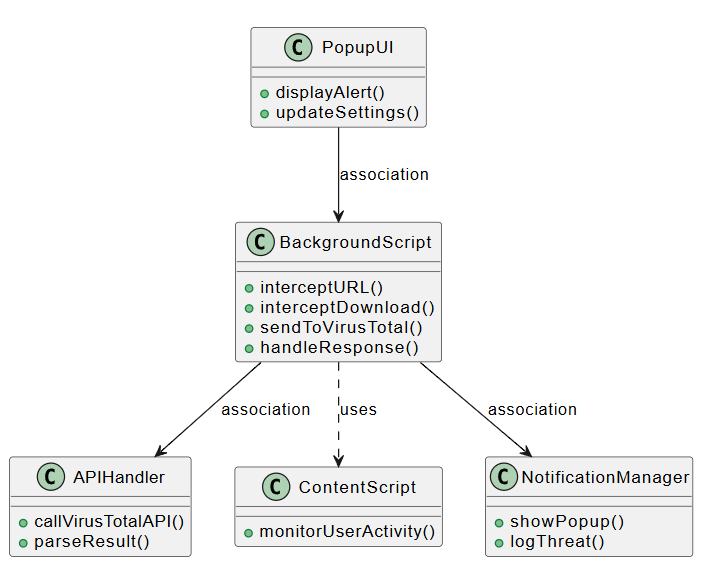 C PopupUI
displayAlert()
updateSettings()
association
C BackgroundScript
interceptURL()
interceptDownload()
sendToVirusTotal()
handleResponse()
association
uses
association
C APIHandler
callVirusTotalAPI()
parseResult()
C ContentScript
monitorUserActivity()
C NotificationManager
showPopup()
logThreat()